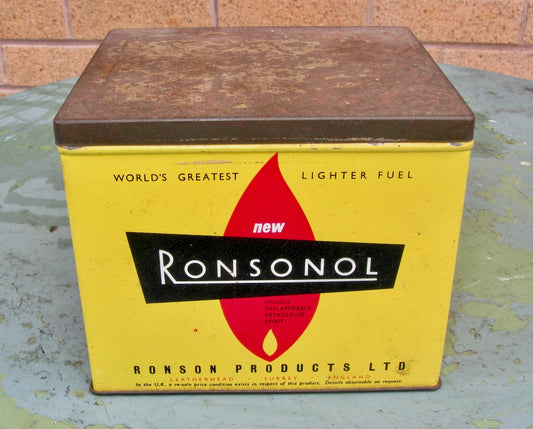 WORLD'S GREATEST LIGHTER FUEL
new
RONSONOL
HIGHLY
INFLAMMABLE
PETROLEUM
SPIRIT
RONSON PRODUCTS LTD
LEATHERHEAD · SURREY · ENGLAND
In the U.K. a re-sale price condition exists in respect of this product. Details obtainable on request.